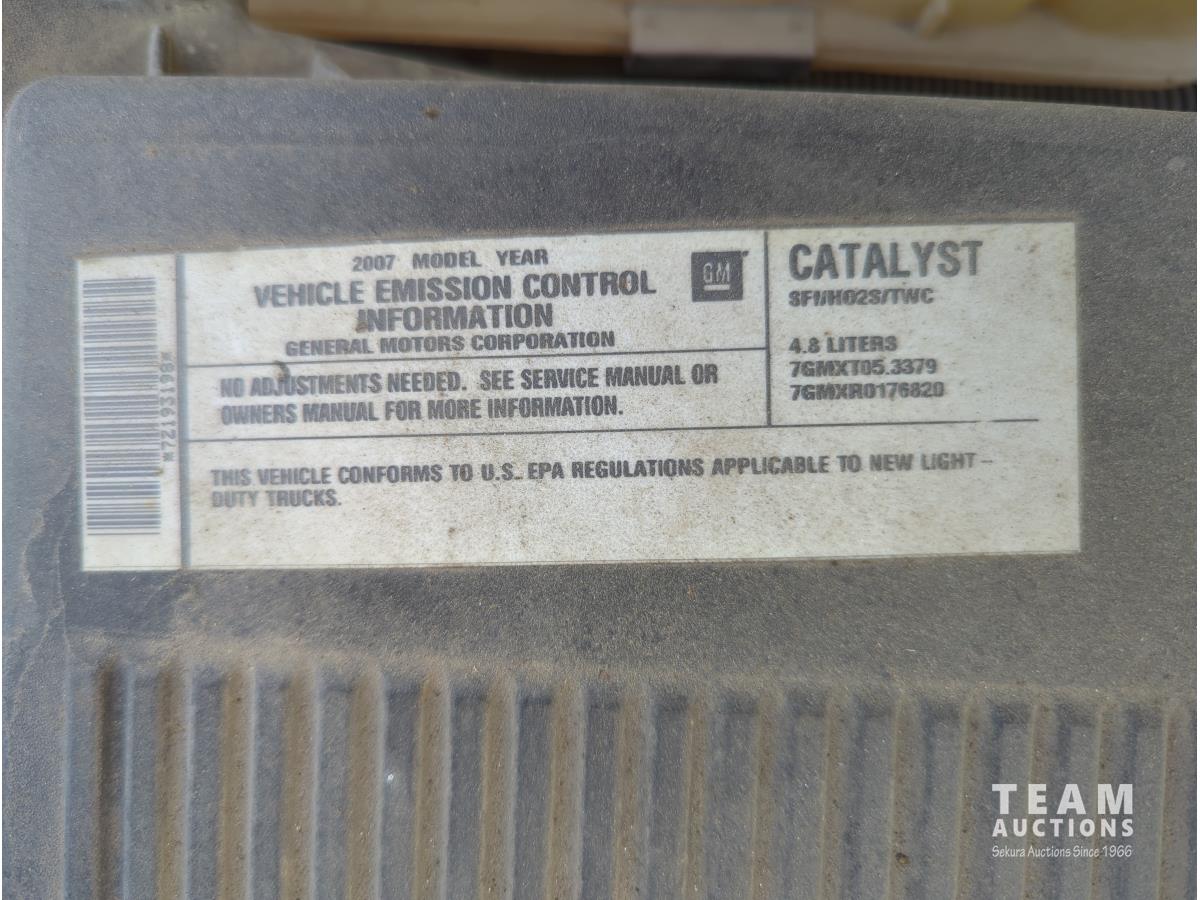 2007 MODEL YEAR
VEHICLE EMISSION CONTROL
INFORMATION
GENERAL MOTORS CORPORATION
GM
NO ADJUSTMENTS NEEDED. SEE SERVICE MANUAL OR
OWNERS MANUAL FOR MORE INFORMATION.
CATALYST
SFI/HO2S/TWC
4.8 LITERS
7GMXT05.3379
7GMXR0176820
THIS VEHICLE CONFORMS TO U.S. EPA REGULATIONS APPLICABLE TO NEW LIGHT-
DUTY TRUCKS.
*72193198*
TEAM
AUCTIONS
Sekura Auctions Since 1966